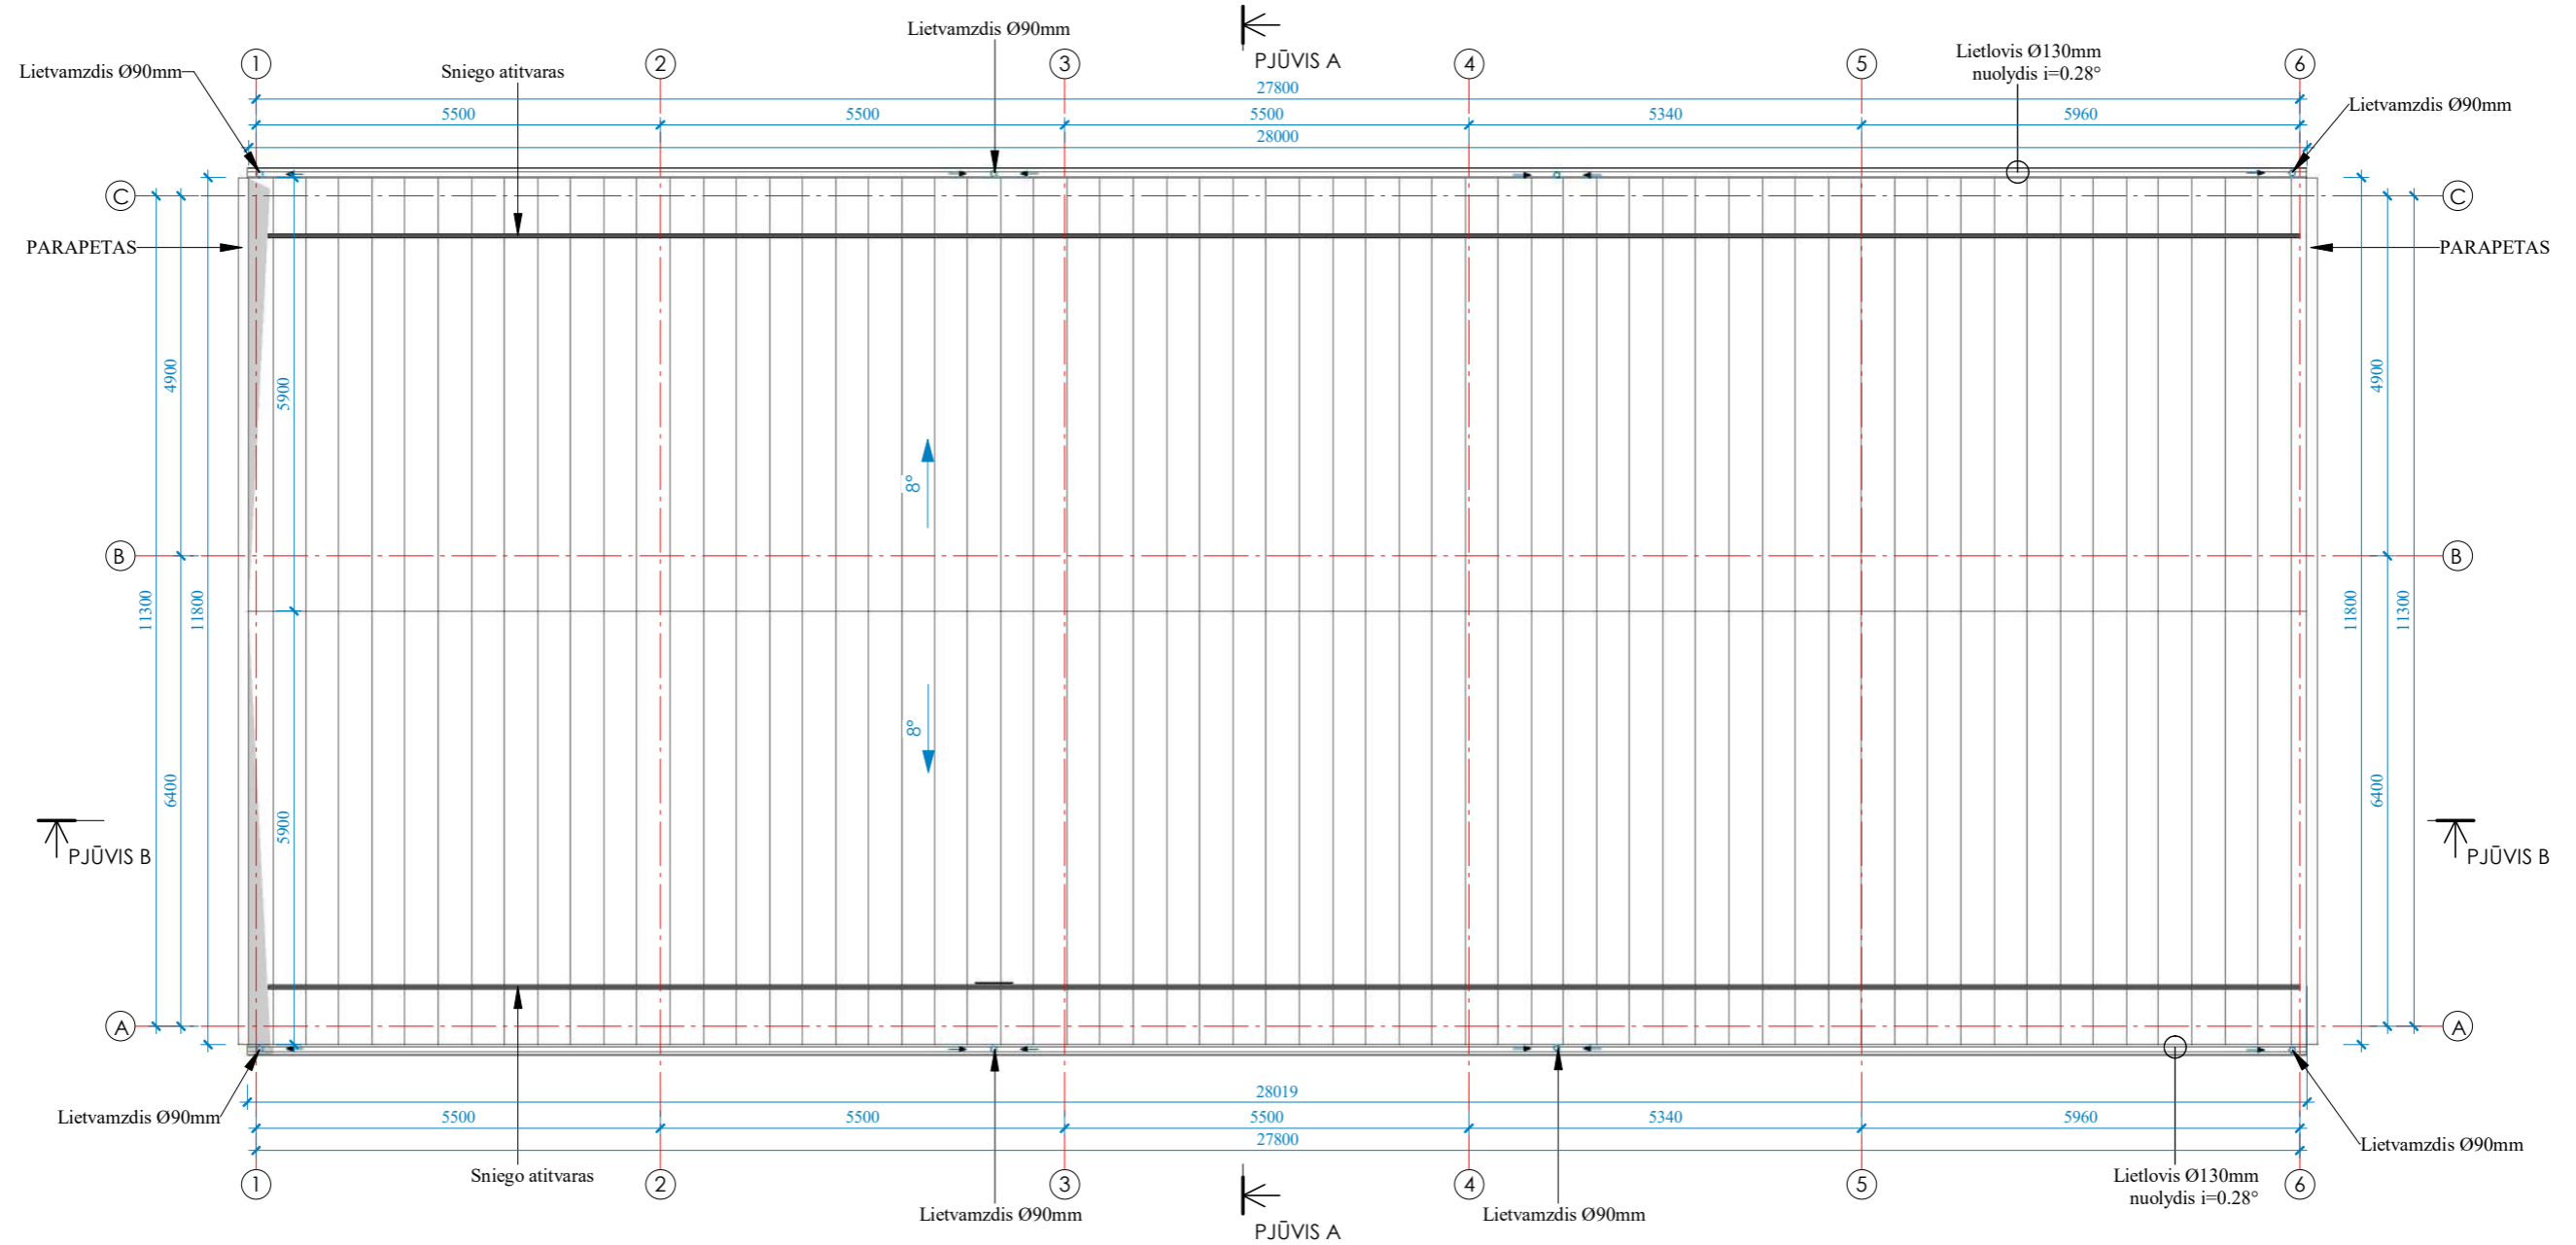 Lietvamzdis Ø90mm
PJŪVIS A
Lietvamzdis Ø90mm
1
Sniego atitvaras
2
3
4
5
Lietlovis Ø130mm
nuolydis i=0.28°
6
27800
Lietvamzdis Ø90mm
5500
5500
5500
5340
5960
28000
C
C
PARAPETAS
PARAPETAS
4900
5900
4900
8°
B
B
11300
11800
11800
11300
8°
6400
5900
6400
PJŪVIS B
PJŪVIS B
A
A
28019
Lietvamzdis Ø90mm
5500
5500
5500
5340
5960
27800
Lietvamzdis Ø90mm
Sniego atitvaras
1
2
3
4
5
Lietlovis Ø130mm
nuolydis i=0.28°
6
Lietvamzdis Ø90mm
Lietvamzdis Ø90mm
PJŪVIS A